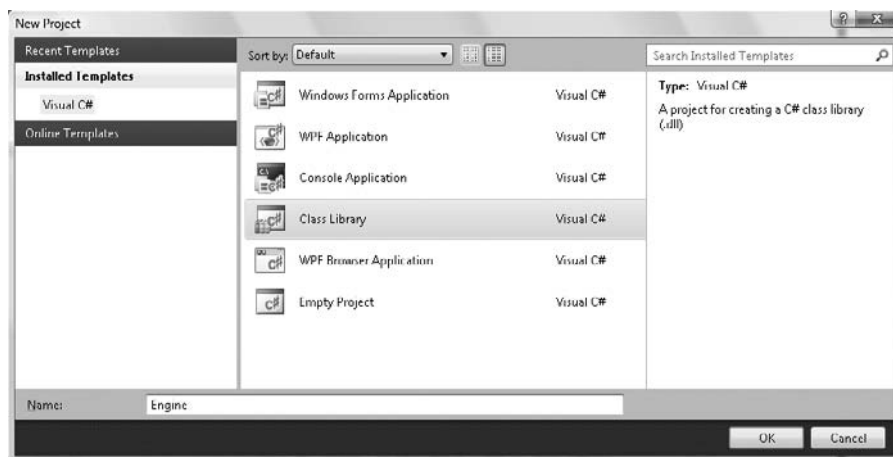 New Project
Recent Templates
Installed Templates
Visual C#
Online Templates
Sort by: Default
Windows Forms Application Visual C#
WPF Application Visual C#
Console Application Visual C#
Class Library Visual C#
WPF Browser Application Visual C#
Empty Project Visual C#
Search Installed Templates
Type: Visual C#
A project for creating a C# class library
(.dll)
Name: Engine
OK Cancel